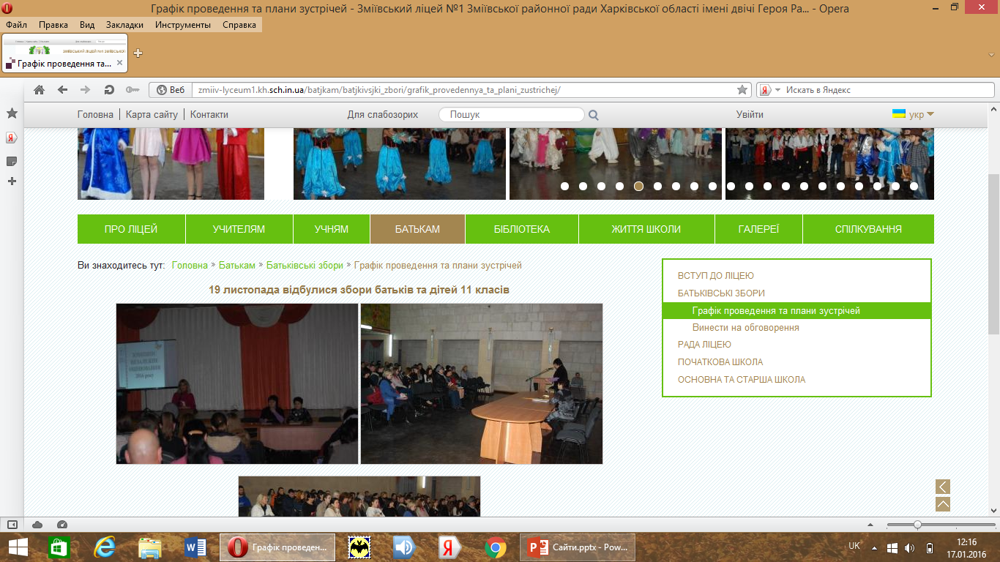 Графік проведення та плани зустрічей - Зміївський ліцей №1 Зміївської районної ради Харківської області імені двічі Героя Ра... - Opera
Файл Правка Вид Закладки Инструменты Справка
Графік проведення та...
Веб zmiiv-lyceum1.kh.sch.in.ua/batjkam/batjkivsjki_zbori/grafik_provedennya_ta_plani_zustrichej/ Искать в Яндекс
Головна Карта сайту Контакти Для слабозорих Пошук Увійти укр
ПРО ЛІЦЕЙ УЧИТЕЛЯМ УЧНЯМ БАТЬКАМ БІБЛІОТЕКА ЖИТТЯ ШКОЛИ ГАЛЕРЕЇ СПІЛКУВАННЯ
Ви знаходитесь тут: Головна » Батькам » Батьківські збори » Графік проведення та плани зустрічей
19 листопада відбулися збори батьків та дітей 11 класів
ЗОВНІШНЄ
НЕЗАЛЕЖНЕ
ОЦІНЮВАННЯ
2016 року
ВСТУП ДО ЛІЦЕЮ
БАТЬКІВСЬКІ ЗБОРИ
Графік проведення та плани зустрічей
Винести на обговорення
РАДА ЛІЦЕЮ
ПОЧАТКОВА ШКОЛА
ОСНОВНА ТА СТАРША ШКОЛА
Графік проведен...
Сайти.pptx - Pow...
UK
12:16
17.01.2016